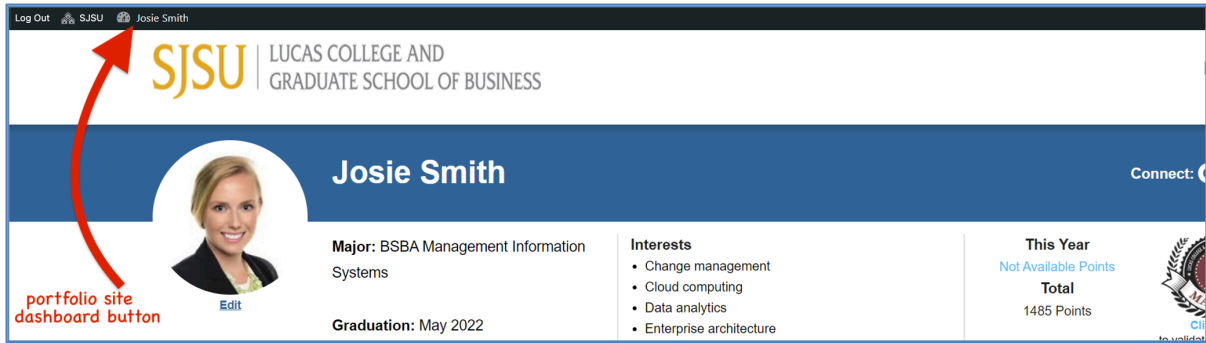 Log Out SJSU Josie Smith
SJSU LUCAS COLLEGE AND
GRADUATE SCHOOL OF BUSINESS
Josie Smith
Connect:
Major: BSBA Management Information
Systems
Graduation: May 2022
Interests
• Change management
• Cloud computing
• Data analytics
• Enterprise architecture
This Year
Not Available Points
Total
1485 Points
Edit
portfolio site
dashboard button